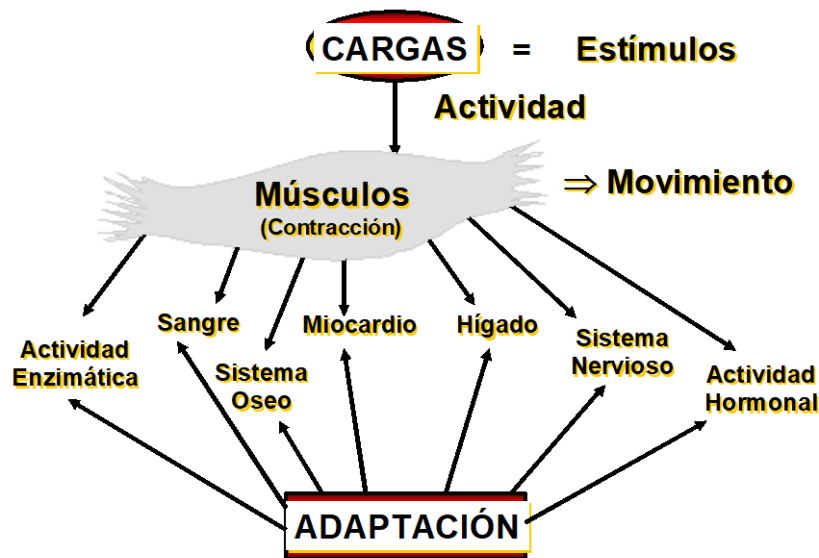 CARGAS = Estímulos
Actividad
Músculos ⇒ Movimiento
(Contracción)
Sangre Miocardio Hígado
Sistema
Nervioso
Actividad
Enzimática
Sistema
Oseo
Actividad
Hormonal
ADAPTACIÓN